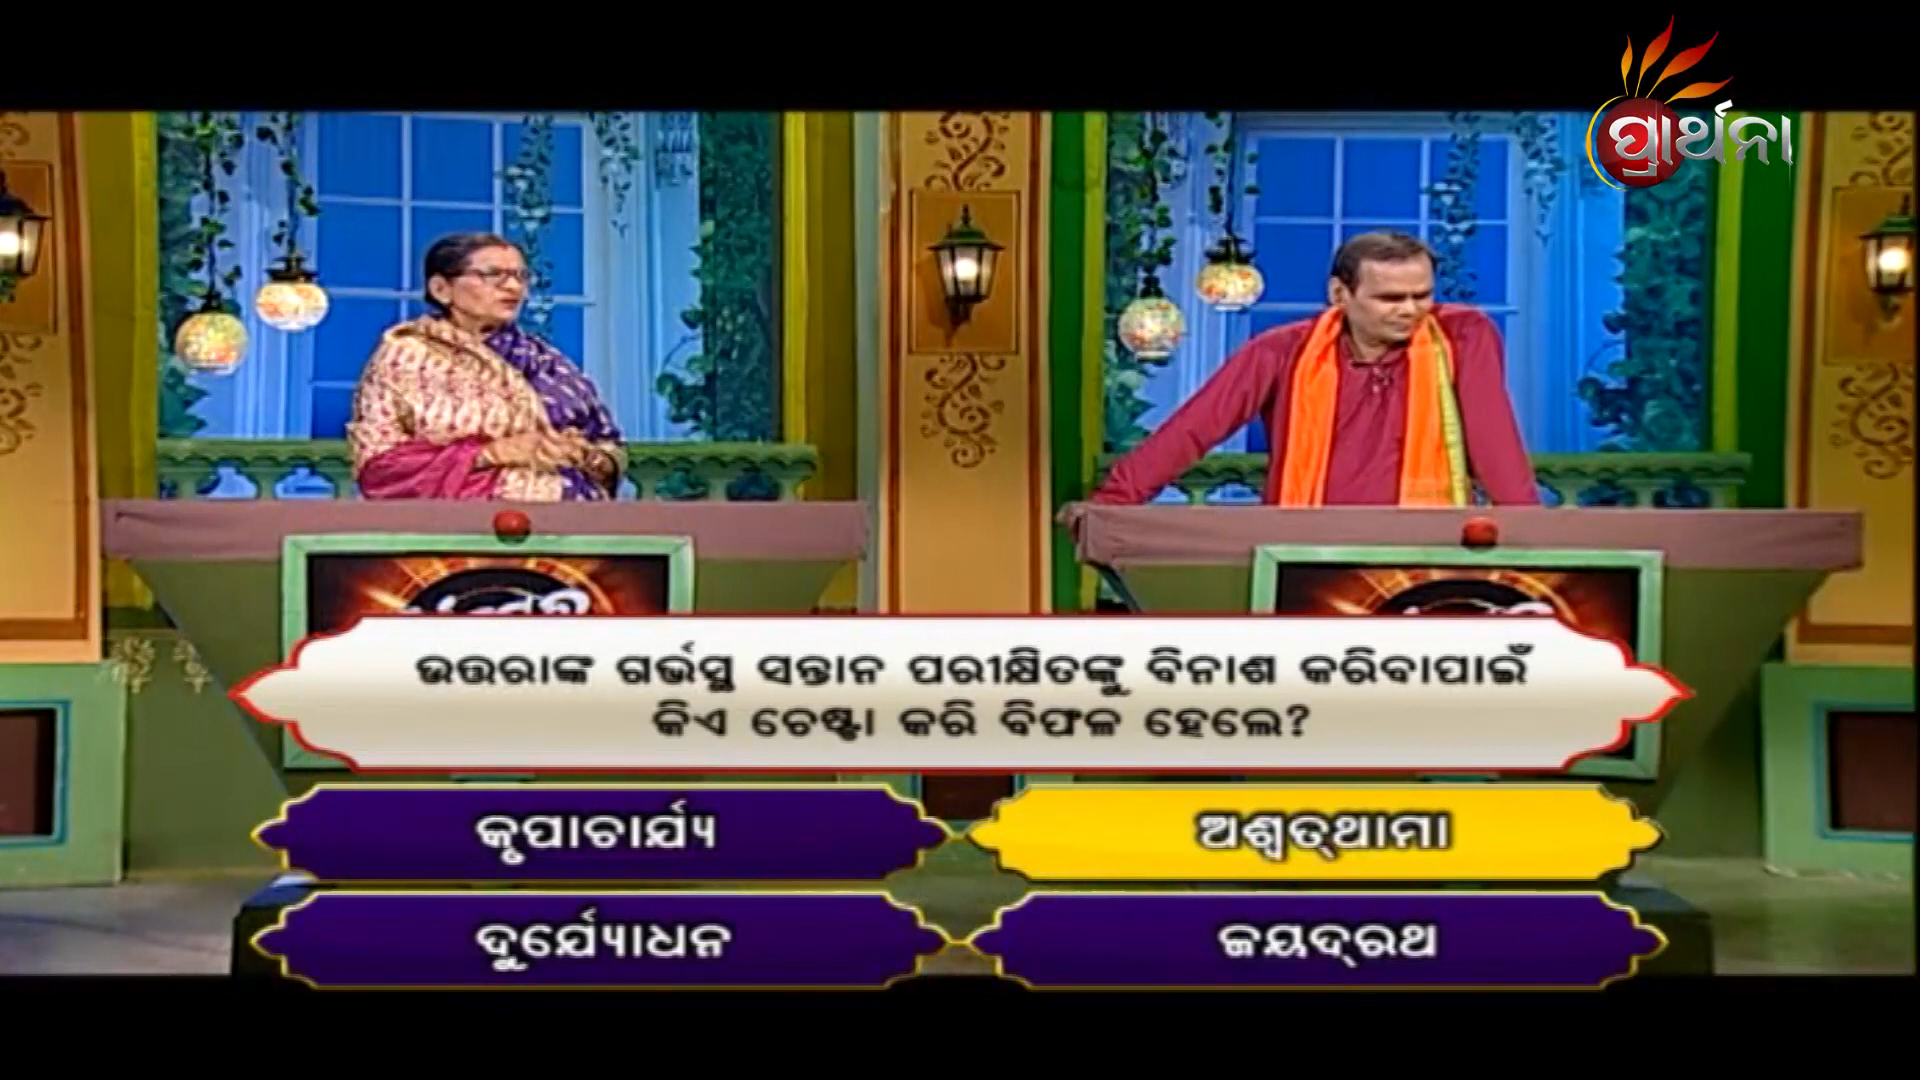 ପ୍ରାର୍ଥନା
ଉତ୍ତରାଙ୍କ ଗର୍ଭସ୍ଥ ସନ୍ତାନ ପରୀକ୍ଷିତଙ୍କୁ ବିନାଶ କରିବାପାଇଁ
କିଏ ଚେଷ୍ଟା କରି ବିଫଳ ହେଲେ?
କୃପାଚାର୍ଯ୍ୟ
ଅଶ୍ୱତ୍‌ଥାମା
ଦୁର୍ଯ୍ୟୋଧନ
ଜୟଦ୍‌ରଥ